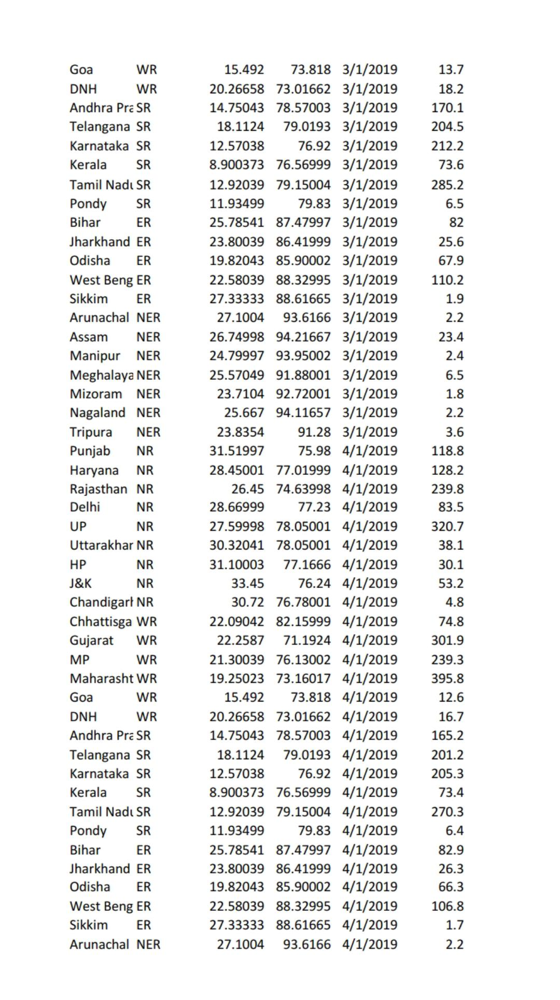 Goa WR 15.492 73.818 3/1/2019 13.7
DNH WR 20.26658 73.01662 3/1/2019 18.2
Andhra Pra SR 14.75043 78.57003 3/1/2019 170.1
Telangana SR 18.1124 79.0193 3/1/2019 204.5
Karnataka SR 12.57038 76.92 3/1/2019 212.2
Kerala SR 8.900373 76.56999 3/1/2019 73.6
Tamil Nadu SR 12.92039 79.15004 3/1/2019 285.2
Pondy SR 11.93499 79.83 3/1/2019 6.5
Bihar ER 25.78541 87.47997 3/1/2019 82
Jharkhand ER 23.80039 86.41999 3/1/2019 25.6
Odisha ER 19.82043 85.90002 3/1/2019 67.9
West Beng ER 22.58039 88.32995 3/1/2019 110.2
Sikkim ER 27.33333 88.61665 3/1/2019 1.9
Arunachal NER 27.1004 93.6166 3/1/2019 2.2
Assam NER 26.74998 94.21667 3/1/2019 23.4
Manipur NER 24.79997 93.95002 3/1/2019 2.4
Meghalaya NER 25.57049 91.88001 3/1/2019 6.5
Mizoram NER 23.7104 92.72001 3/1/2019 1.8
Nagaland NER 25.667 94.11657 3/1/2019 2.2
Tripura NER 23.8354 91.28 3/1/2019 3.6
Punjab NR 31.51997 75.98 4/1/2019 118.8
Haryana NR 28.45001 77.01999 4/1/2019 128.2
Rajasthan NR 26.45 74.63998 4/1/2019 239.8
Delhi NR 28.66999 77.23 4/1/2019 83.5
UP NR 27.59998 78.05001 4/1/2019 320.7
Uttarakhan NR 30.32041 78.05001 4/1/2019 38.1
HP NR 31.10003 77.1666 4/1/2019 30.1
J&K NR 33.45 76.24 4/1/2019 53.2
Chandigarh NR 30.72 76.78001 4/1/2019 4.8
Chhattisga WR 22.09042 82.15999 4/1/2019 74.8
Gujarat WR 22.2587 71.1924 4/1/2019 301.9
MP WR 21.30039 76.13002 4/1/2019 239.3
Maharasht WR 19.25023 73.16017 4/1/2019 395.8
Goa WR 15.492 73.818 4/1/2019 12.6
DNH WR 20.26658 73.01662 4/1/2019 16.7
Andhra Pra SR 14.75043 78.57003 4/1/2019 165.2
Telangana SR 18.1124 79.0193 4/1/2019 201.2
Karnataka SR 12.57038 76.92 4/1/2019 205.3
Kerala SR 8.900373 76.56999 4/1/2019 73.4
Tamil Nadu SR 12.92039 79.15004 4/1/2019 270.3
Pondy SR 11.93499 79.83 4/1/2019 6.4
Bihar ER 25.78541 87.47997 4/1/2019 82.9
Jharkhand ER 23.80039 86.41999 4/1/2019 26.3
Odisha ER 19.82043 85.90002 4/1/2019 66.3
West Beng ER 22.58039 88.32995 4/1/2019 106.8
Sikkim ER 27.33333 88.61665 4/1/2019 1.7
Arunachal NER 27.1004 93.6166 4/1/2019 2.2